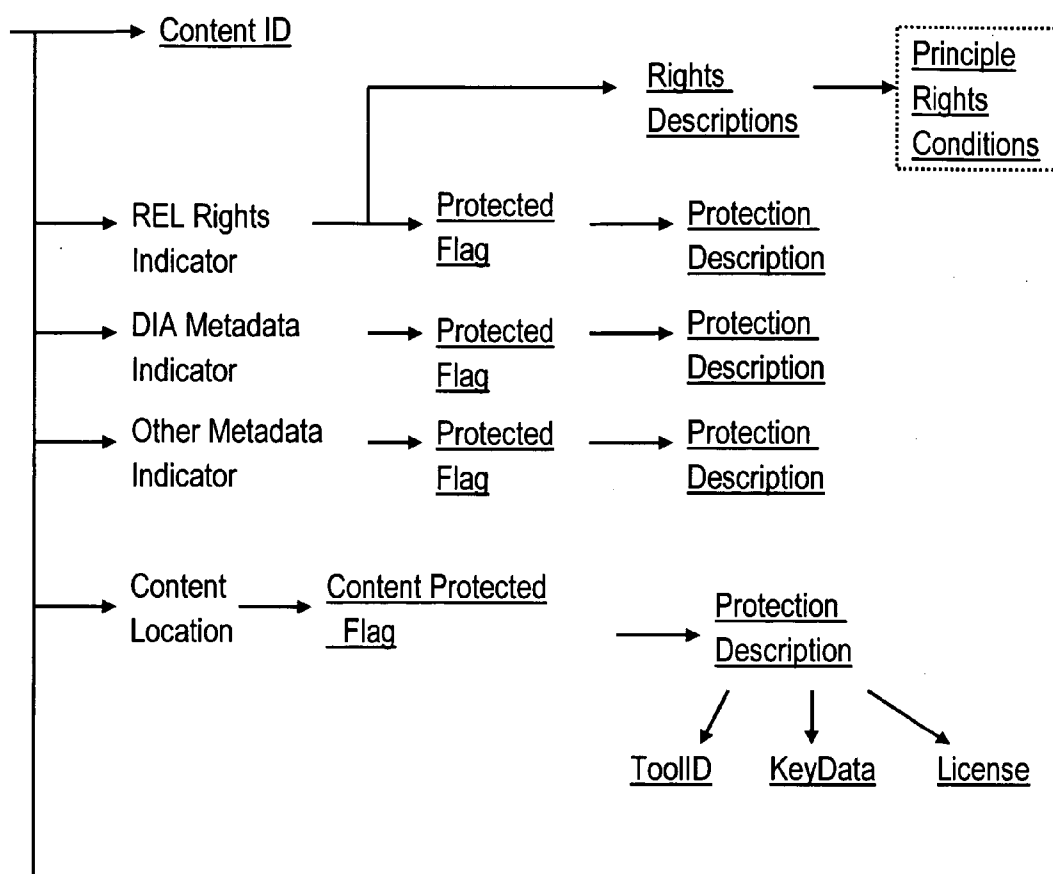 Content ID
Rights
Descriptions
Principle
Rights
Conditions
REL Rights
Indicator
Protected
Flag
Protection
Description
DIA Metadata
Indicator
Protected
Flag
Protection
Description
Other Metadata
Indicator
Protected
Flag
Protection
Description
Content
Location
Content Protected
Flag
Protection
Description
ToolID
KeyData
License